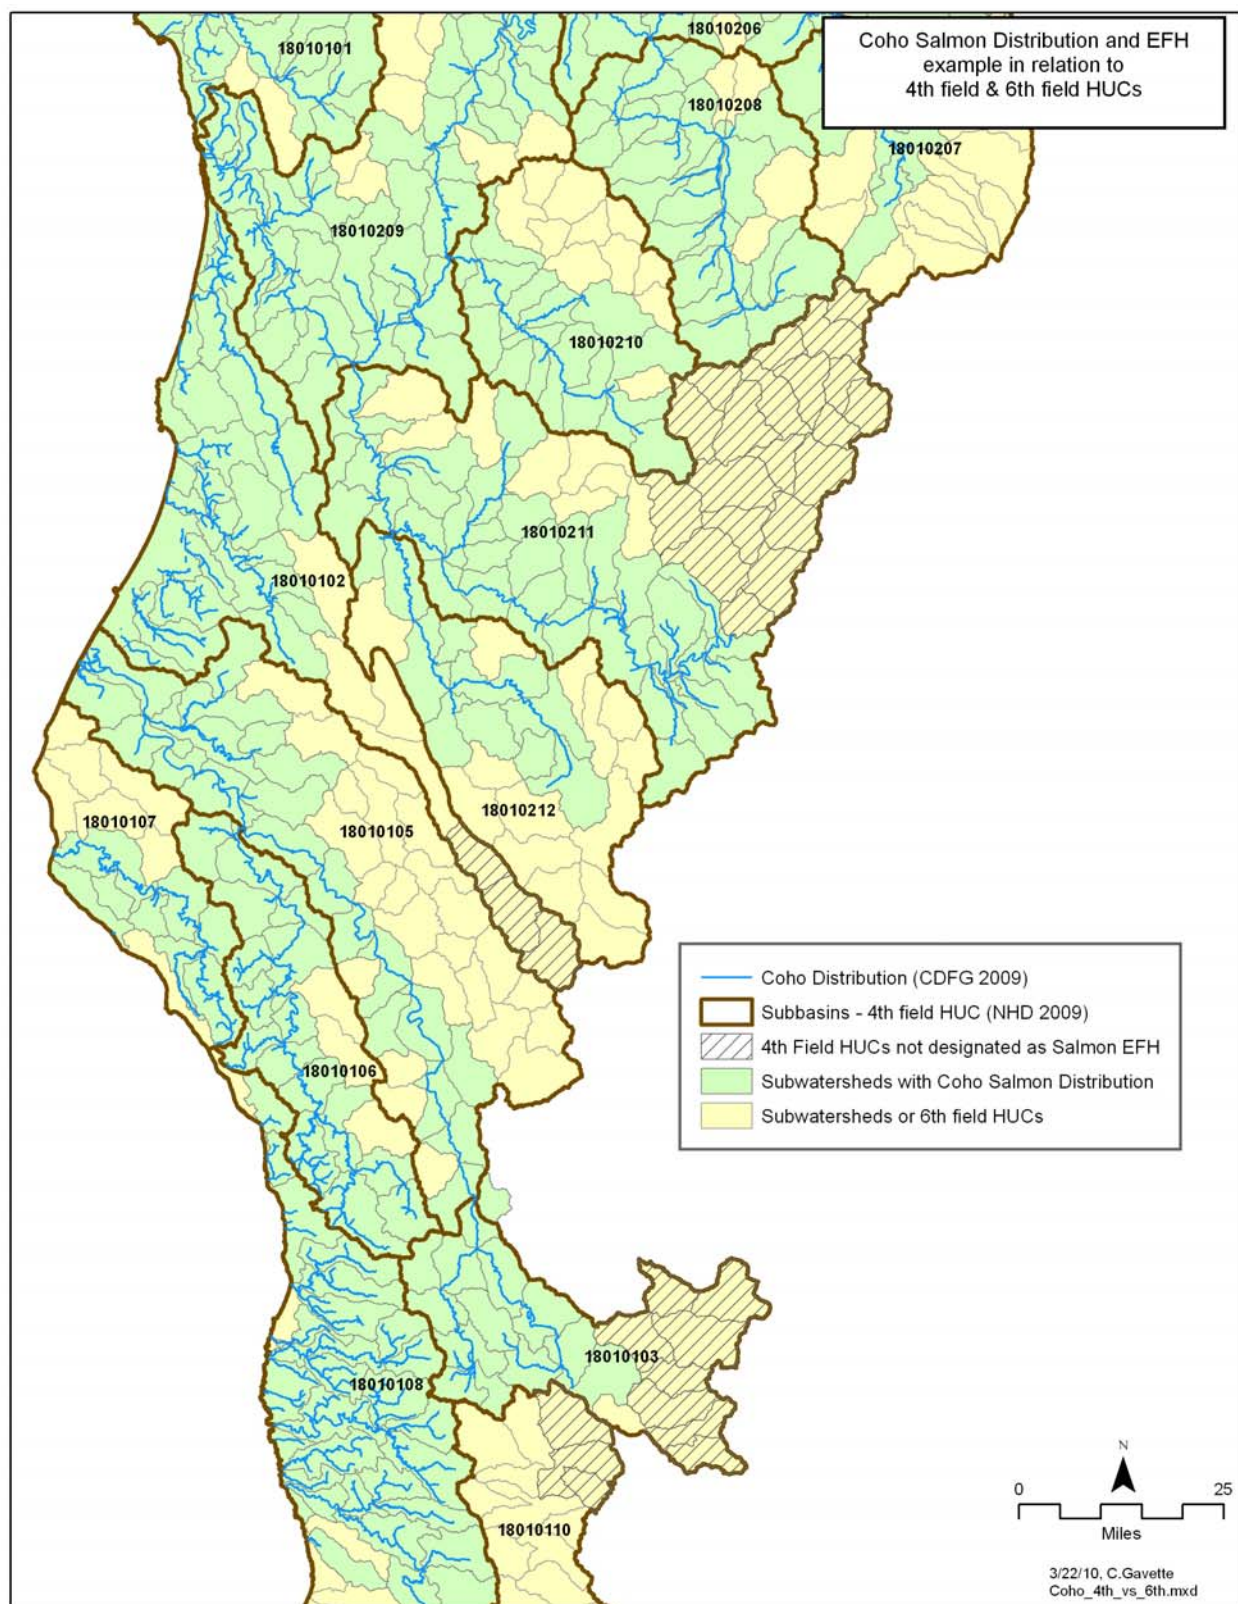 Coho Salmon Distribution and EFH
example in relation to
4th field & 6th field HUCs
18010101
18010206
18010208
18010207
18010209
18010210
18010211
18010102
18010107
18010105
18010212
Coho Distribution (CDFG 2009)
Subbasins - 4th field HUC (NHD 2009)
4th Field HUCs not designated as Salmon EFH
Subwatersheds with Coho Salmon Distribution
Subwatersheds or 6th field HUCs
18010106
18010103
18010108
18010110
N
0 25
Miles
3/22/10, C.Gavette
Coho_4th_vs_6th.mxd